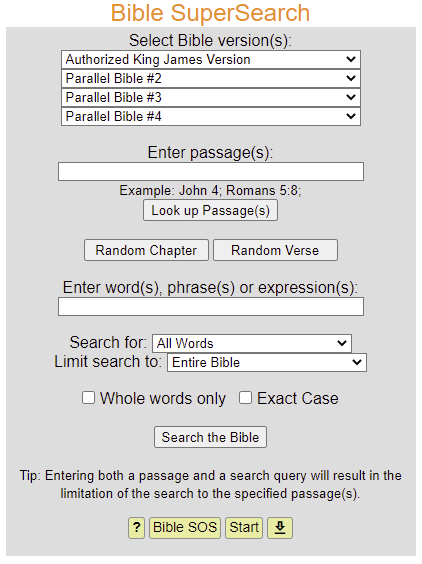 Bible SuperSearch
Select Bible version(s):
Authorized King James Version
Parallel Bible #2
Parallel Bible #3
Parallel Bible #4
Enter passage(s):
Example: John 4; Romans 5:8;
Look up Passage(s)
Random Chapter Random Verse
Enter word(s), phrase(s) or expression(s):
Search for: All Words
Limit search to: Entire Bible
Whole words only Exact Case
Search the Bible
Tip: Entering both a passage and a search query will result in the
limitation of the search to the specified passage(s).
? Bible SOS Start